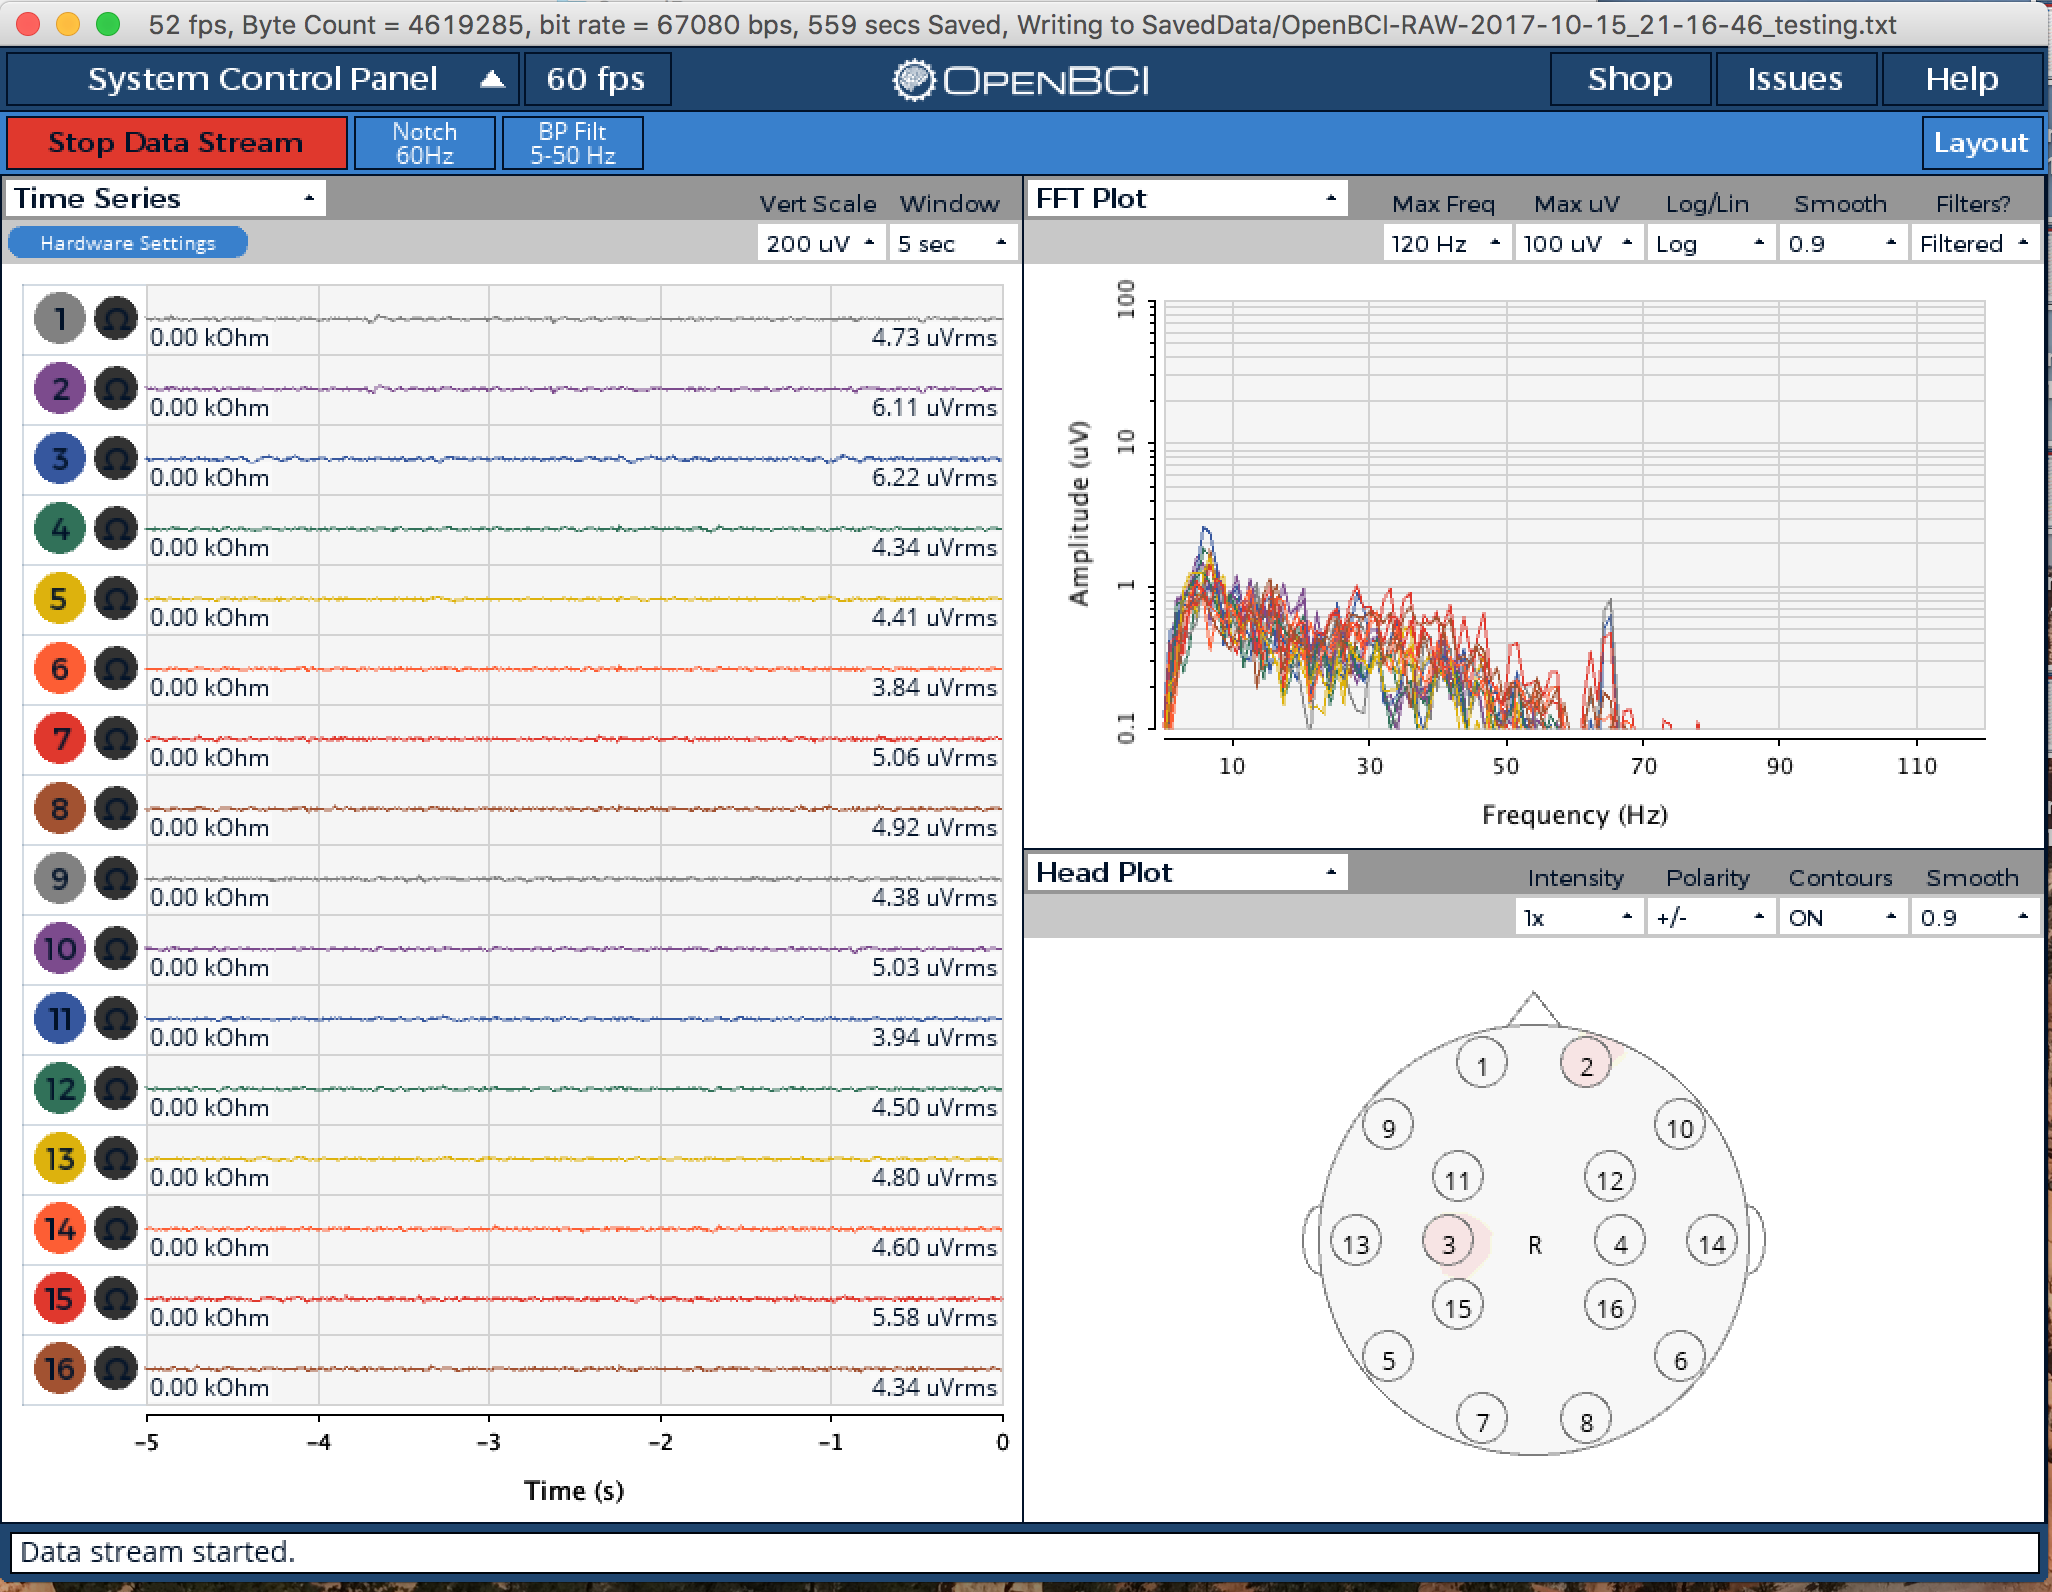 52 fps, Byte Count = 4619285, bit rate = 67080 bps, 559 secs Saved, Writing to SavedData/OpenBCI-RAW-2017-10-15_21-16-46_testing.txt
System Control Panel 60 fps OPENBCI Shop Issues Help
Stop Data Stream Notch 60Hz BP Filt 5-50 Hz Layout
Time Series Vert Scale Window
Hardware Settings 200 uV 5 sec
1 Ω 0.00 kOhm 4.73 uVrms
2 Ω 0.00 kOhm 6.11 uVrms
3 Ω 0.00 kOhm 6.22 uVrms
4 Ω 0.00 kOhm 4.34 uVrms
5 Ω 0.00 kOhm 4.41 uVrms
6 Ω 0.00 kOhm 3.84 uVrms
7 Ω 0.00 kOhm 5.06 uVrms
8 Ω 0.00 kOhm 4.92 uVrms
9 Ω 0.00 kOhm 4.38 uVrms
10 Ω 0.00 kOhm 5.03 uVrms
11 Ω 0.00 kOhm 3.94 uVrms
12 Ω 0.00 kOhm 4.50 uVrms
13 Ω 0.00 kOhm 4.80 uVrms
14 Ω 0.00 kOhm 4.60 uVrms
15 Ω 0.00 kOhm 5.58 uVrms
16 Ω 0.00 kOhm 4.34 uVrms
-5 -4 -3 -2 -1 0
Time (s)
FFT Plot Max Freq Max uV Log/Lin Smooth Filters?
120 Hz 100 uV Log 0.9 Filtered
100
10
1
0.1
Amplitude (uV)
10 30 50 70 90 110
Frequency (Hz)
Head Plot Intensity Polarity Contours Smooth
1x +/- ON 0.9
1 2
9 10
11 12
13 3 R 4 14
15 16
5 6
7 8
Data stream started.